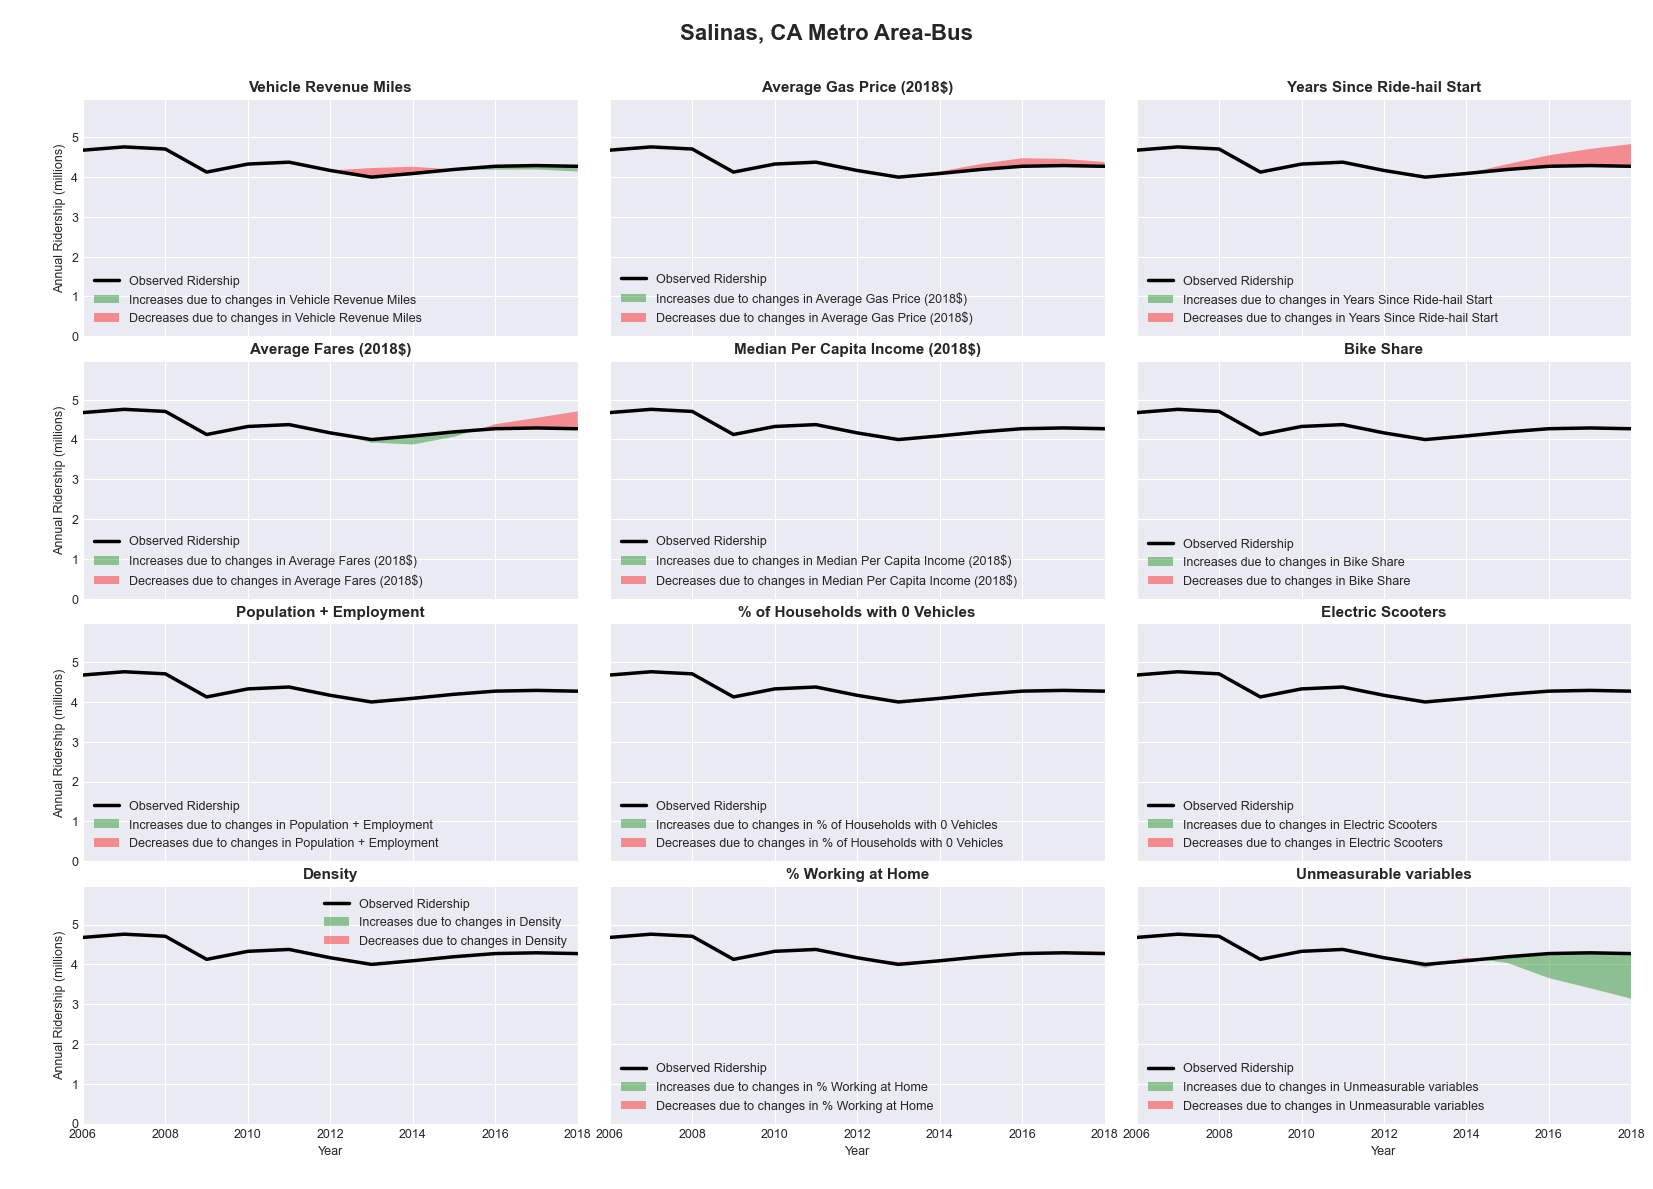 Salinas, CA Metro Area-Bus
Vehicle Revenue Miles
Annual Ridership (millions)
5
4
3
2
1
0
Observed Ridership
Increases due to changes in Vehicle Revenue Miles
Decreases due to changes in Vehicle Revenue Miles
Average Gas Price (2018$)
Observed Ridership
Increases due to changes in Average Gas Price (2018$)
Decreases due to changes in Average Gas Price (2018$)
Years Since Ride-hail Start
Observed Ridership
Increases due to changes in Years Since Ride-hail Start
Decreases due to changes in Years Since Ride-hail Start
Average Fares (2018$)
Annual Ridership (millions)
5
4
3
2
1
0
Observed Ridership
Increases due to changes in Average Fares (2018$)
Decreases due to changes in Average Fares (2018$)
Median Per Capita Income (2018$)
Observed Ridership
Increases due to changes in Median Per Capita Income (2018$)
Decreases due to changes in Median Per Capita Income (2018$)
Bike Share
Observed Ridership
Increases due to changes in Bike Share
Decreases due to changes in Bike Share
Population + Employment
Annual Ridership (millions)
5
4
3
2
1
0
Observed Ridership
Increases due to changes in Population + Employment
Decreases due to changes in Population + Employment
% of Households with 0 Vehicles
Observed Ridership
Increases due to changes in % of Households with 0 Vehicles
Decreases due to changes in % of Households with 0 Vehicles
Electric Scooters
Observed Ridership
Increases due to changes in Electric Scooters
Decreases due to changes in Electric Scooters
Density
Annual Ridership (millions)
5
4
3
2
1
0
Observed Ridership
Increases due to changes in Density
Decreases due to changes in Density
2006 2008 2010 2012 2014 2016 2018
Year
% Working at Home
Observed Ridership
Increases due to changes in % Working at Home
Decreases due to changes in % Working at Home
2006 2008 2010 2012 2014 2016 2018
Year
Unmeasurable variables
Observed Ridership
Increases due to changes in Unmeasurable variables
Decreases due to changes in Unmeasurable variables
2006 2008 2010 2012 2014 2016 2018
Year